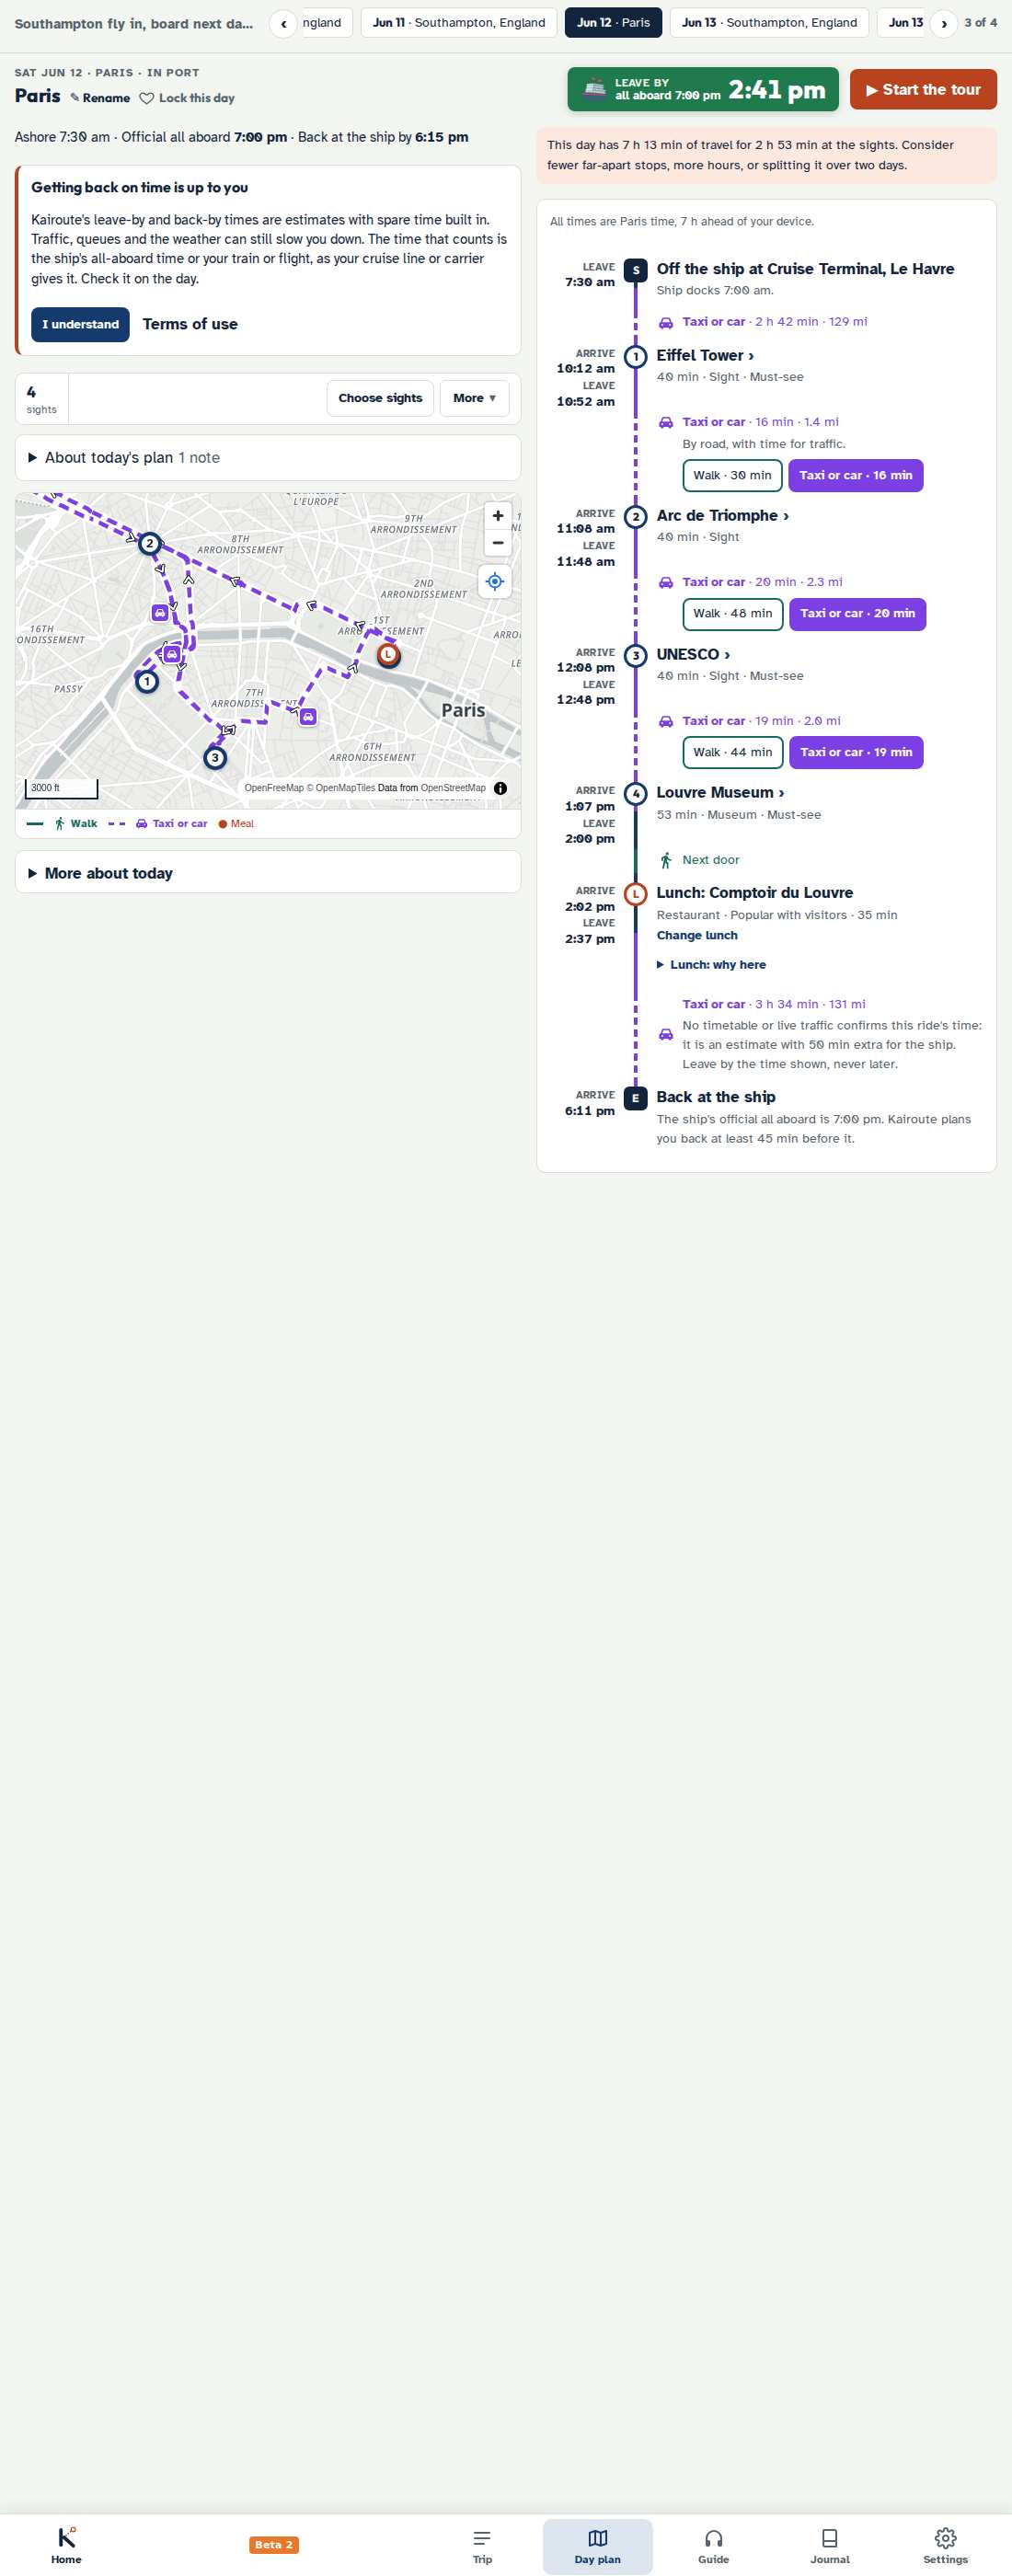 Southampton fly in, board next da...
‹
ngland
Jun 11 · Southampton, England
Jun 12 · Paris
Jun 13 · Southampton, England
Jun 13
›
3 of 4
SAT JUN 12 · PARIS · IN PORT
Paris ✎ Rename Lock this day
LEAVE BY
all aboard 7:00 pm
2:41 pm
▶ Start the tour
Ashore 7:30 am · Official all aboard 7:00 pm · Back at the ship by 6:15 pm
Getting back on time is up to you
Kairoute's leave-by and back-by times are estimates with spare time built in.
Traffic, queues and the weather can still slow you down. The time that counts is
the ship's all-aboard time or your train or flight, as your cruise line or carrier
gives it. Check it on the day.
I understand
Terms of use
4
sights
Choose sights
More ▾
▶ About today's plan 1 note
L'EUROPE
9TH
ARRONDISSEMENT
8TH
ARRONDISSEMENT
2ND
ARRONDISSEMENT
1ST
16TH
PASSY
7TH
6TH
ARRONDISSEMENT
Paris
1
2
3
L
+
−
3000 ft
OpenFreeMap © OpenMapTiles Data from OpenStreetMap
Walk
Taxi or car
Meal
▶ More about today
This day has 7 h 13 min of travel for 2 h 53 min at the sights. Consider
fewer far-apart stops, more hours, or splitting it over two days.
All times are Paris time, 7 h ahead of your device.
LEAVE
7:30 am
S
Off the ship at Cruise Terminal, Le Havre
Ship docks 7:00 am.
Taxi or car · 2 h 42 min · 129 mi
ARRIVE
10:12 am
LEAVE
10:52 am
1
Eiffel Tower ›
40 min · Sight · Must-see
Taxi or car · 16 min · 1.4 mi
By road, with time for traffic.
Walk · 30 min
Taxi or car · 16 min
ARRIVE
11:08 am
LEAVE
11:48 am
2
Arc de Triomphe ›
40 min · Sight
Taxi or car · 20 min · 2.3 mi
Walk · 48 min
Taxi or car · 20 min
ARRIVE
12:08 pm
LEAVE
12:48 pm
3
UNESCO ›
40 min · Sight · Must-see
Taxi or car · 19 min · 2.0 mi
Walk · 44 min
Taxi or car · 19 min
ARRIVE
1:07 pm
LEAVE
2:00 pm
4
Louvre Museum ›
53 min · Museum · Must-see
Next door
ARRIVE
2:02 pm
LEAVE
2:37 pm
L
Lunch: Comptoir du Louvre
Restaurant · Popular with visitors · 35 min
Change lunch
▶ Lunch: why here
Taxi or car · 3 h 34 min · 131 mi
No timetable or live traffic confirms this ride's time:
it is an estimate with 50 min extra for the ship.
Leave by the time shown, never later.
ARRIVE
6:11 pm
E
Back at the ship
The ship's official all aboard is 7:00 pm. Kairoute plans
you back at least 45 min before it.
Home
Beta 2
Trip
Day plan
Guide
Journal
Settings